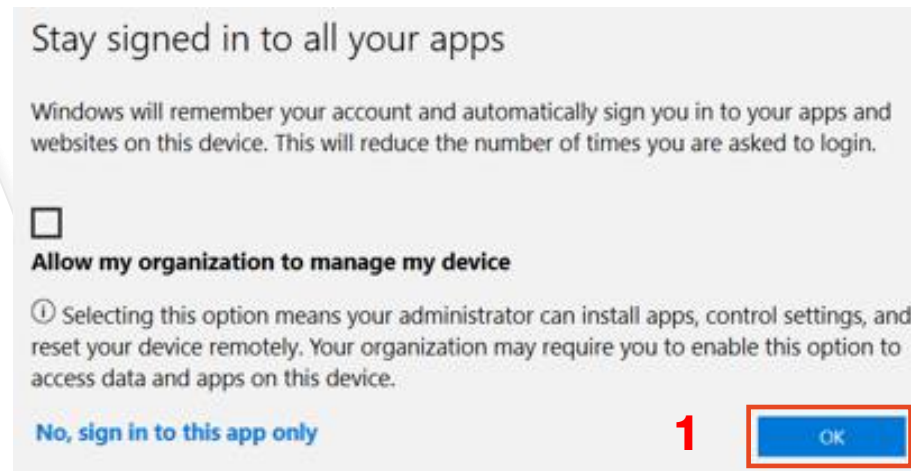 Stay signed in to all your apps
Windows will remember your account and automatically sign you in to your apps and
websites on this device. This will reduce the number of times you are asked to login.
Allow my organization to manage my device
ⓘ Selecting this option means your administrator can install apps, control settings, and
reset your device remotely. Your organization may require you to enable this option to
access data and apps on this device.
No, sign in to this app only 1 OK